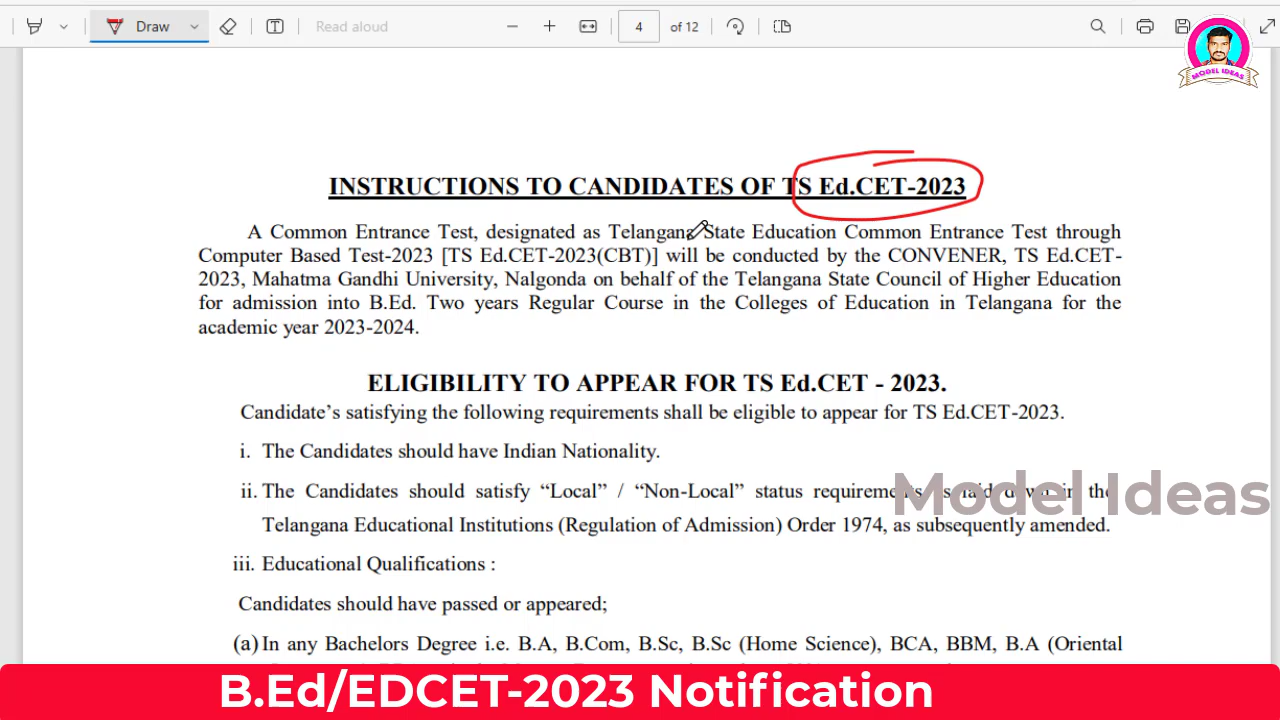 Draw
Read aloud
4 of 12
MODEL IDEAS
INSTRUCTIONS TO CANDIDATES OF TS Ed.CET-2023
A Common Entrance Test, designated as Telangana State Education Common Entrance Test through
Computer Based Test-2023 [TS Ed.CET-2023(CBT)] will be conducted by the CONVENER, TS Ed.CET-
2023, Mahatma Gandhi University, Nalgonda on behalf of the Telangana State Council of Higher Education
for admission into B.Ed. Two years Regular Course in the Colleges of Education in Telangana for the
academic year 2023-2024.
ELIGIBILITY TO APPEAR FOR TS Ed.CET - 2023.
Candidate's satisfying the following requirements shall be eligible to appear for TS Ed.CET-2023.
i. The Candidates should have Indian Nationality.
ii. The Candidates should satisfy “Local” / “Non-Local” status requirements as laid down in the
Model Ideas
Telangana Educational Institutions (Regulation of Admission) Order 1974, as subsequently amended.
iii. Educational Qualifications :
Candidates should have passed or appeared;
(a) In any Bachelors Degree i.e. B.A, B.Com, B.Sc, B.Sc (Home Science), BCA, BBM, B.A (Oriental
B.Ed/EDCET-2023 Notification